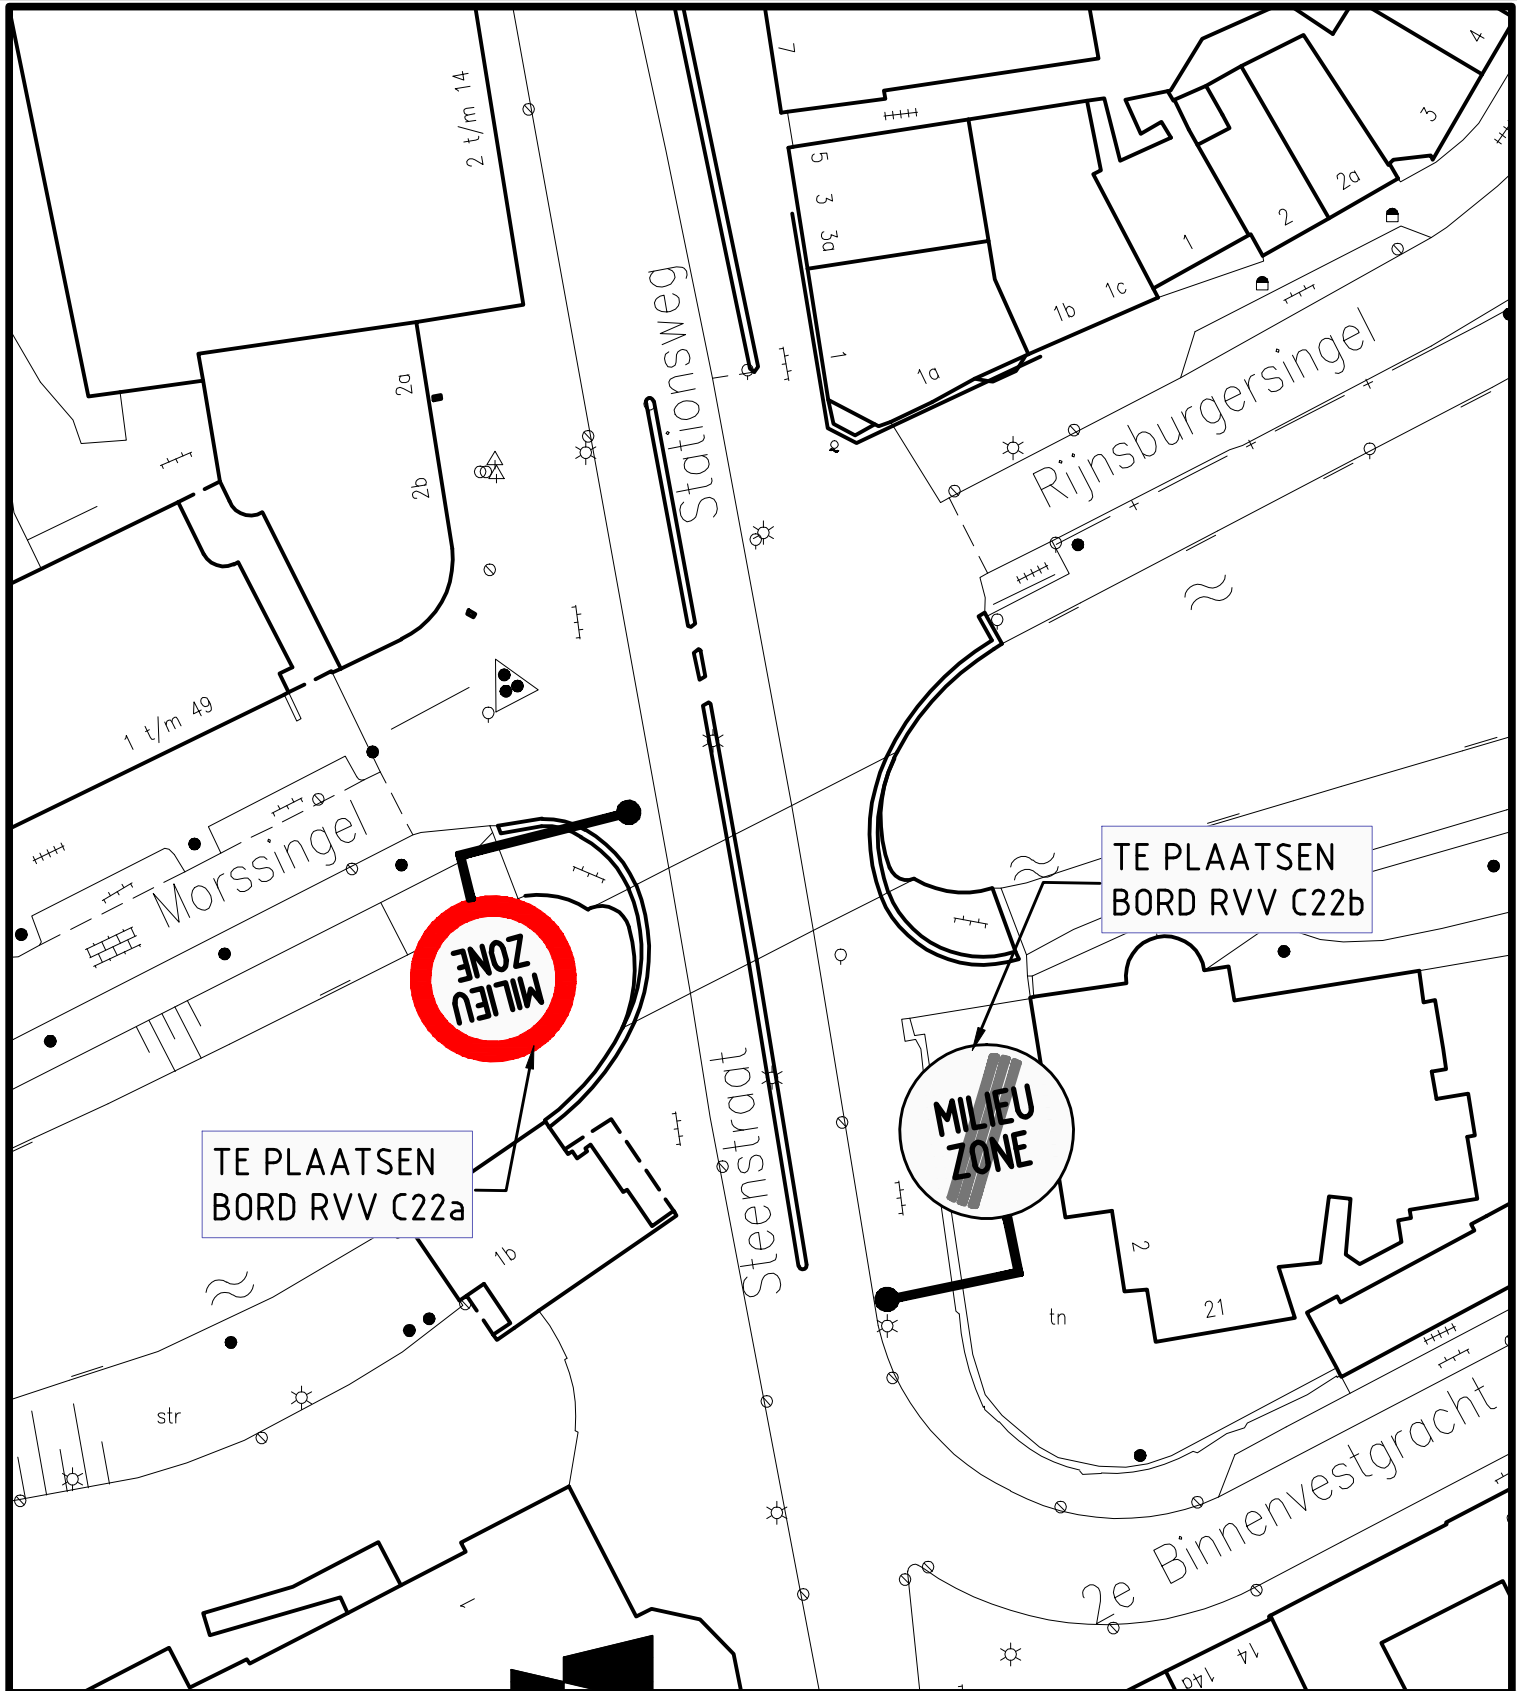 7
4
2 t/m 14
3
5
3
3a
2a
2
1
1c
1b
1
1a
2a
2b
Stationsweg
Rijnsburgersingel
1 t/m 49
Morssingel
TE PLAATSEN
BORD RVV C22b
MILIEU
ZONE
MILIEU
ZONE
TE PLAATSEN
BORD RVV C22a
Steenstraat
1b
2
21
tn
str
2e Binnenvestgracht
1
14
14a